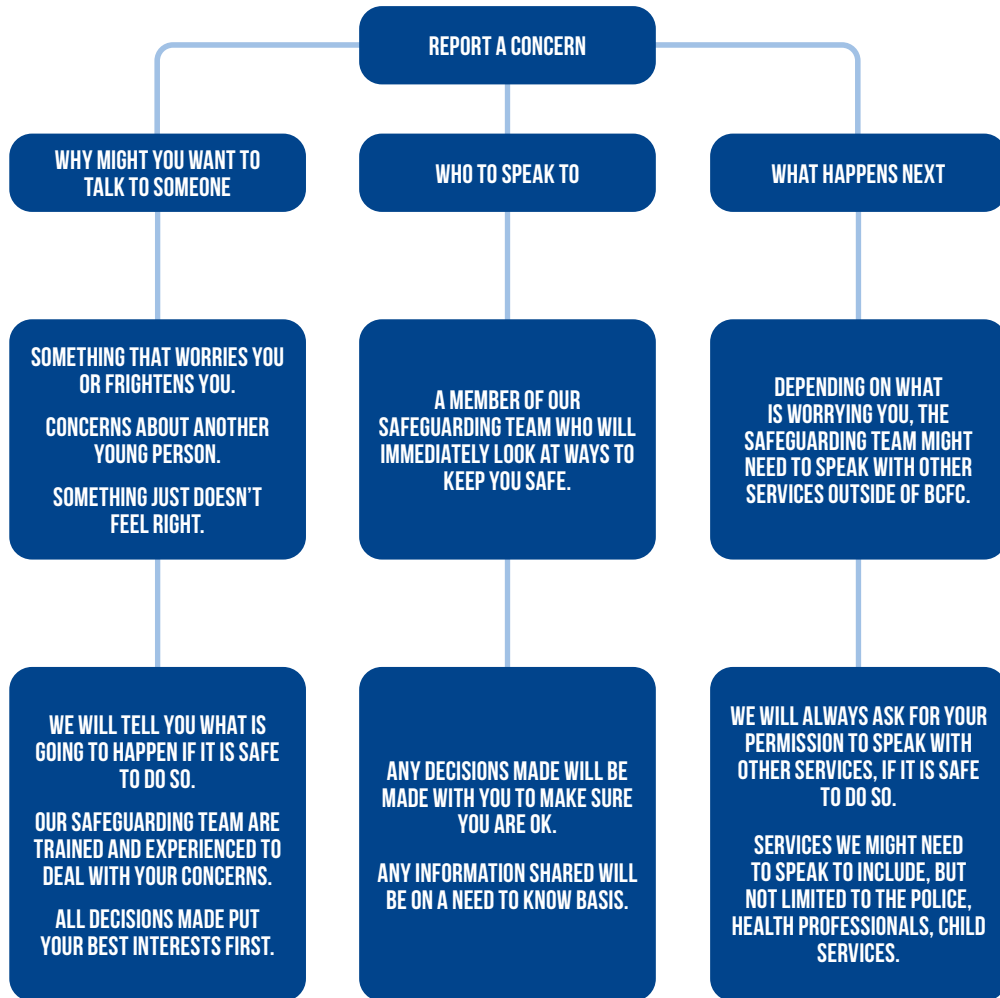 REPORT A CONCERN
WHY MIGHT YOU WANT TO
TALK TO SOMEONE
WHO TO SPEAK TO
WHAT HAPPENS NEXT
SOMETHING THAT WORRIES YOU
OR FRIGHTENS YOU.
CONCERNS ABOUT ANOTHER
YOUNG PERSON.
SOMETHING JUST DOESN'T
FEEL RIGHT.
A MEMBER OF OUR
SAFEGUARDING TEAM WHO WILL
IMMEDIATELY LOOK AT WAYS TO
KEEP YOU SAFE.
DEPENDING ON WHAT
IS WORRYING YOU, THE
SAFEGUARDING TEAM MIGHT
NEED TO SPEAK WITH OTHER
SERVICES OUTSIDE OF BCFC.
WE WILL TELL YOU WHAT IS
GOING TO HAPPEN IF IT IS SAFE
TO DO SO.
OUR SAFEGUARDING TEAM ARE
TRAINED AND EXPERIENCED TO
DEAL WITH YOUR CONCERNS.
ALL DECISIONS MADE PUT
YOUR BEST INTERESTS FIRST.
ANY DECISIONS MADE WILL BE
MADE WITH YOU TO MAKE SURE
YOU ARE OK.
ANY INFORMATION SHARED WILL
BE ON A NEED TO KNOW BASIS.
WE WILL ALWAYS ASK FOR YOUR
PERMISSION TO SPEAK WITH
OTHER SERVICES, IF IT IS SAFE
TO DO SO.
SERVICES WE MIGHT NEED
TO SPEAK TO INCLUDE, BUT
NOT LIMITED TO THE POLICE,
HEALTH PROFESSIONALS, CHILD
SERVICES.